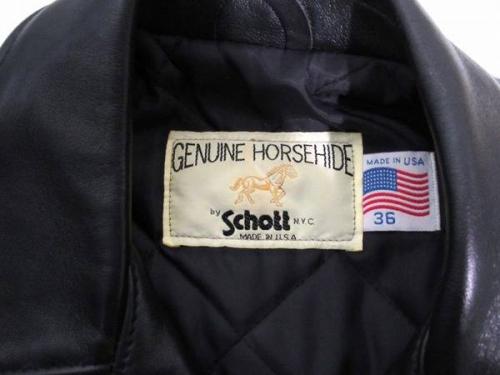 GENUINE HORSEHIDE
by Schott N.Y.C
MADE IN U.S.A
MADE IN USA
36